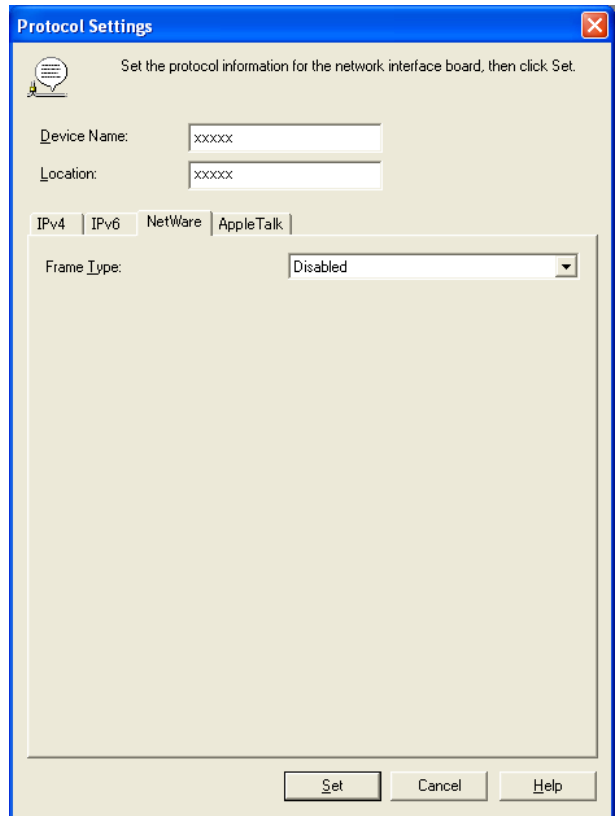 Protocol Settings
Set the protocol information for the network interface board, then click Set.
Device Name: xxxxx
Location: xxxxx
IPv4 IPv6 NetWare AppleTalk
Frame Type: Disabled
Set Cancel Help